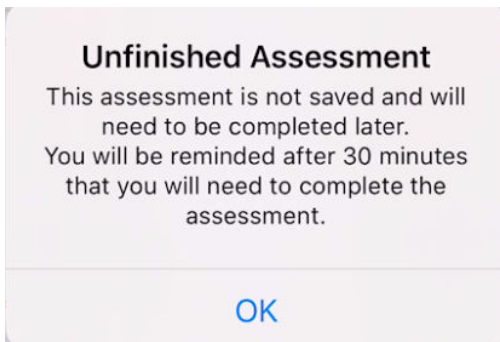 Unfinished Assessment
This assessment is not saved and will
need to be completed later.
You will be reminded after 30 minutes
that you will need to complete the
assessment.
OK